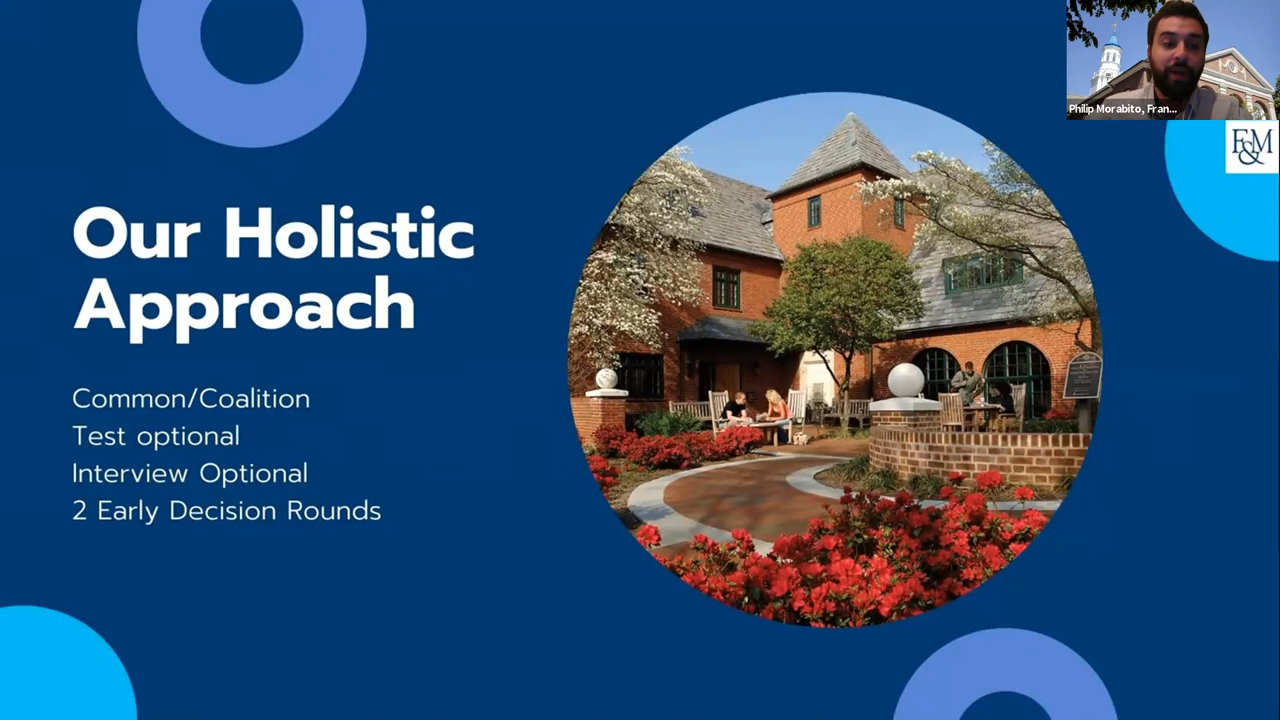 Philip Morabito, Fran...
F&M
Our Holistic
Approach
Common/Coalition
Test optional
Interview Optional
2 Early Decision Rounds